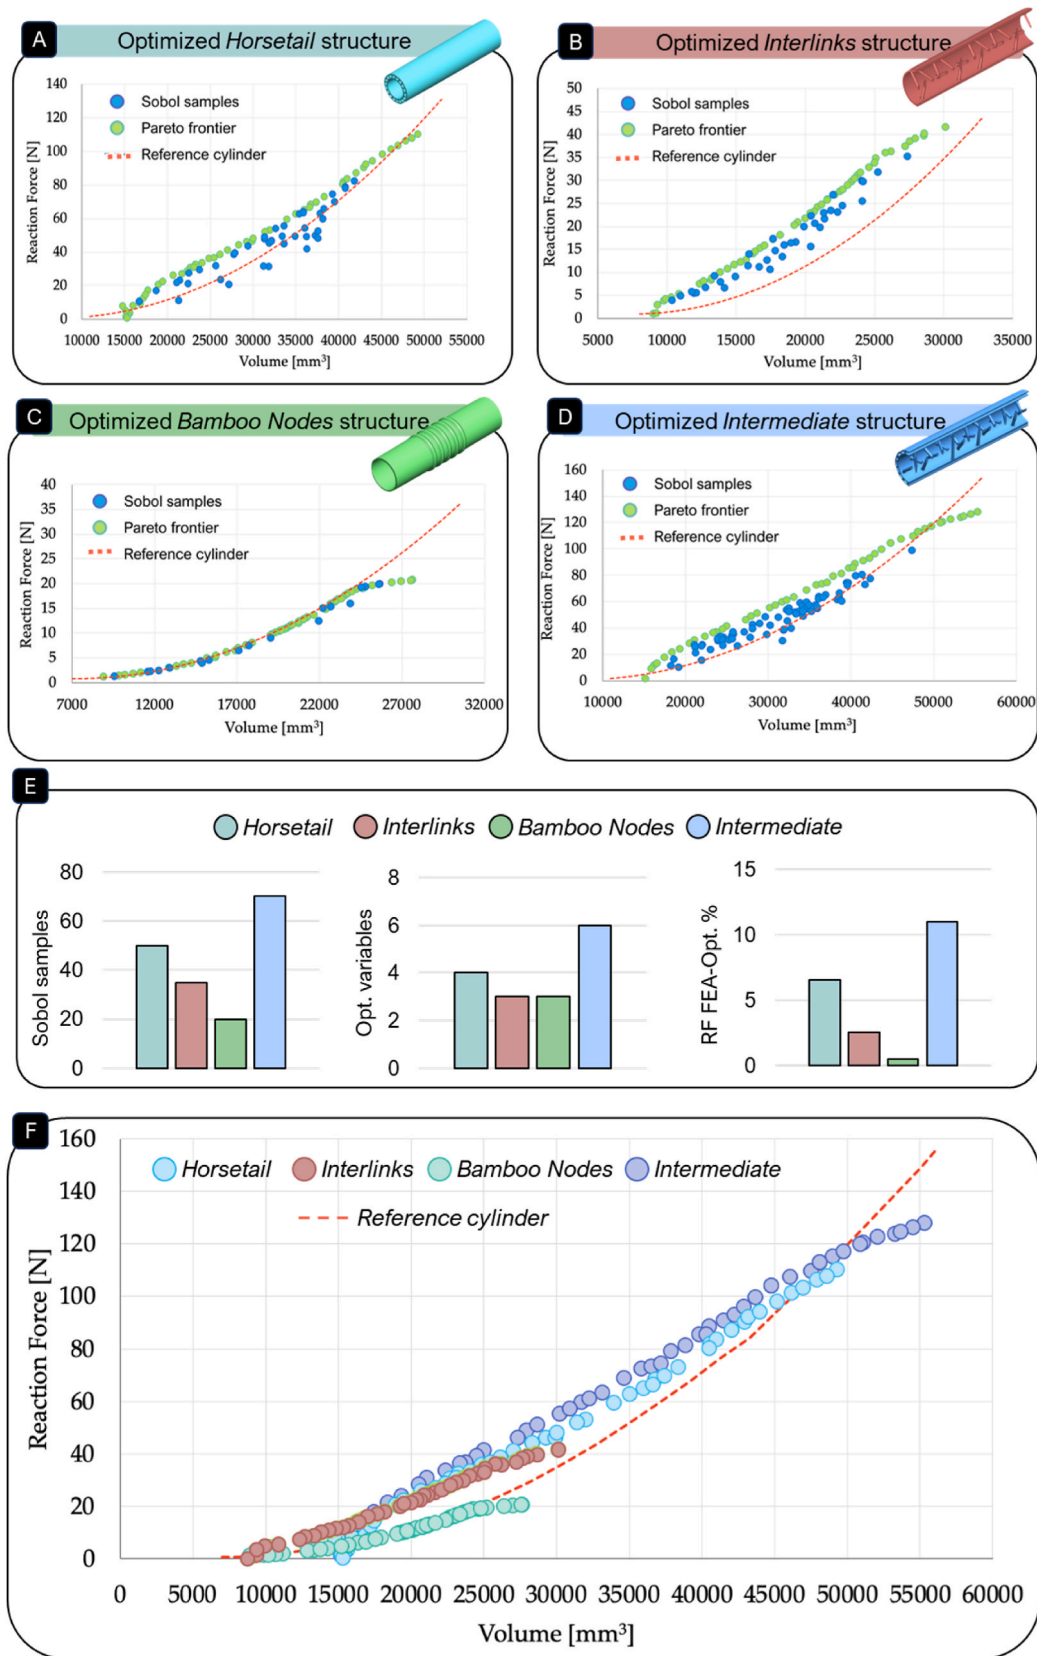 A
Optimized Horsetail structure
140
120
100
80
60
40
20
0
Reaction Force [N]
Sobol samples
Pareto frontier
Reference cylinder
10000 15000 20000 25000 30000 35000 40000 45000 50000 55000
Volume [mm³]
B
Optimized Interlinks structure
50
45
40
35
30
25
20
15
10
5
0
Reaction Force [N]
Sobol samples
Pareto frontier
Reference cylinder
5000 10000 15000 20000 25000 30000 35000
Volume [mm³]
C
Optimized Bamboo Nodes structure
40
35
30
25
20
15
10
5
0
Reaction Force [N]
Sobol samples
Pareto frontier
Reference cylinder
7000 12000 17000 22000 27000 32000
Volume [mm³]
D
Optimized Intermediate structure
160
140
120
100
80
60
40
20
0
Reaction Force [N]
Sobol samples
Pareto frontier
Reference cylinder
10000 20000 30000 40000 50000 60000
Volume [mm³]
E
Horsetail Interlinks Bamboo Nodes Intermediate
80
60
40
20
0
Sobol samples
8
6
4
2
0
Opt. variables
15
10
5
0
RF FEA-Opt. %
F
160
140
120
100
80
60
40
20
0
Reaction Force [N]
Horsetail Interlinks Bamboo Nodes Intermediate
Reference cylinder
0 5000 10000 15000 20000 25000 30000 35000 40000 45000 50000 55000 60000
Volume [mm³]